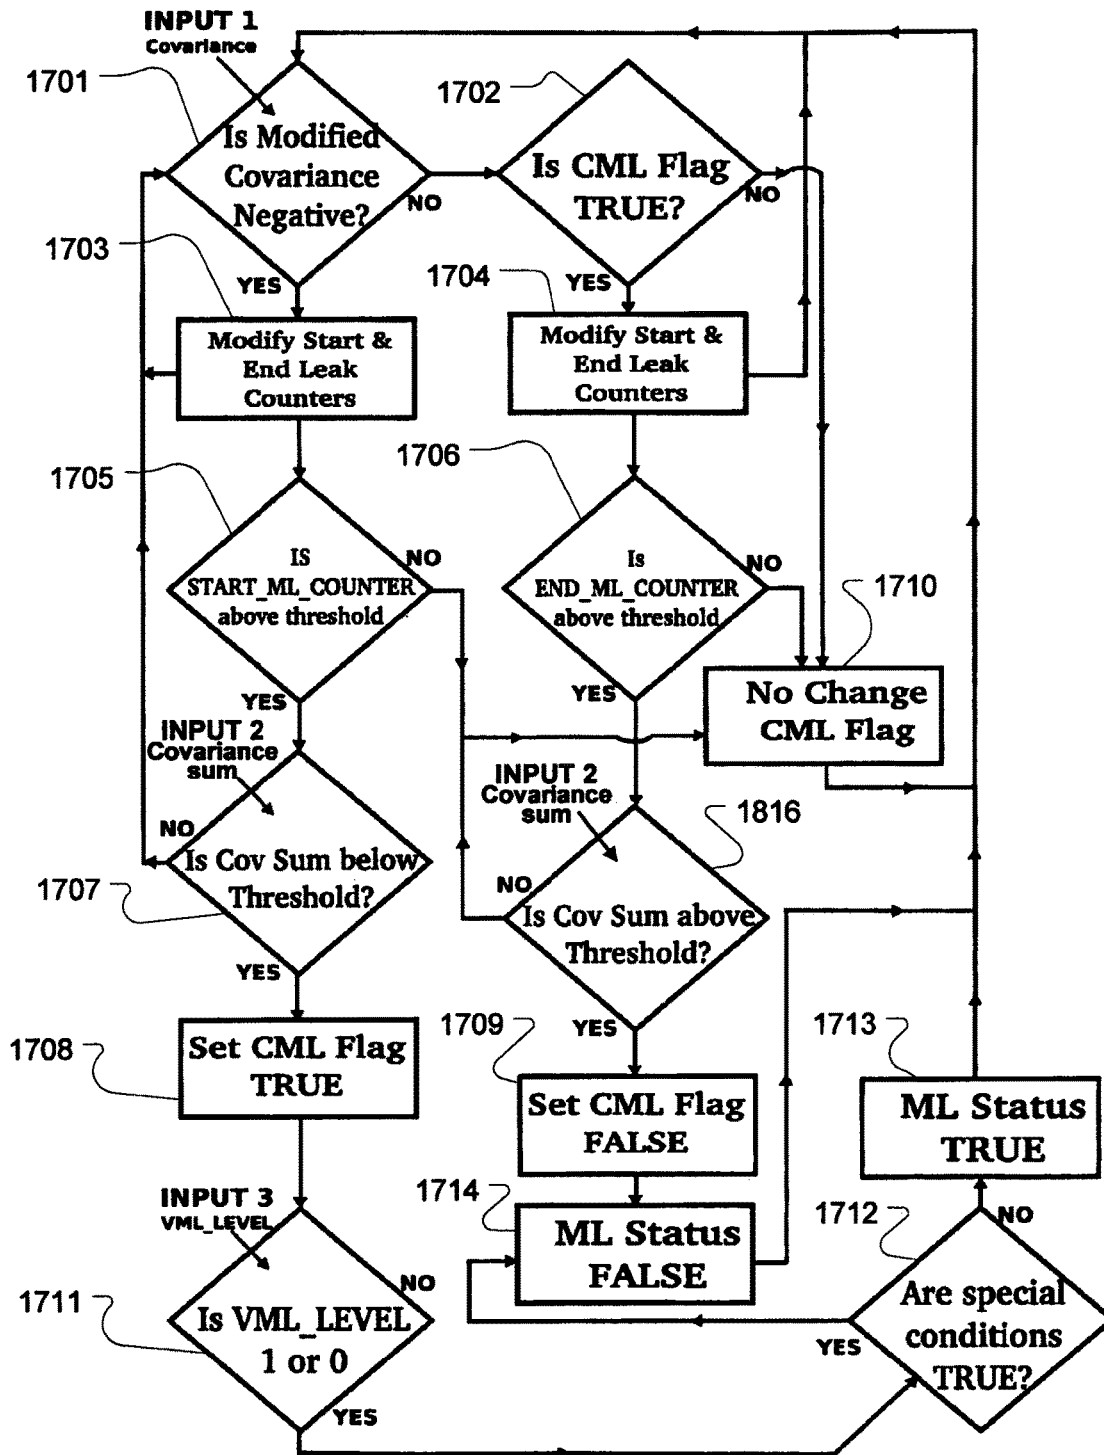 INPUT 1
Covariance
1701
Is Modified
Covariance
Negative?
NO
YES
1702
Is CML Flag
TRUE?
NO
YES
1703
Modify Start &
End Leak
Counters
1704
Modify Start &
End Leak
Counters
1705
IS
START_ML_COUNTER
above threshold
NO
YES
1706
Is
END_ML_COUNTER
above threshold
NO
YES
1710
No Change
CML Flag
INPUT 2
Covariance
sum
NO
Is Cov Sum below
Threshold?
1707
YES
INPUT 2
Covariance
sum
1816
NO
Is Cov Sum above
Threshold?
YES
1708
Set CML Flag
TRUE
1709
Set CML Flag
FALSE
1713
ML Status
TRUE
1714
ML Status
FALSE
INPUT 3
VML_LEVEL
NO
1711
Is VML_LEVEL
1 or 0
YES
1712
NO
Are special
conditions
TRUE?
YES